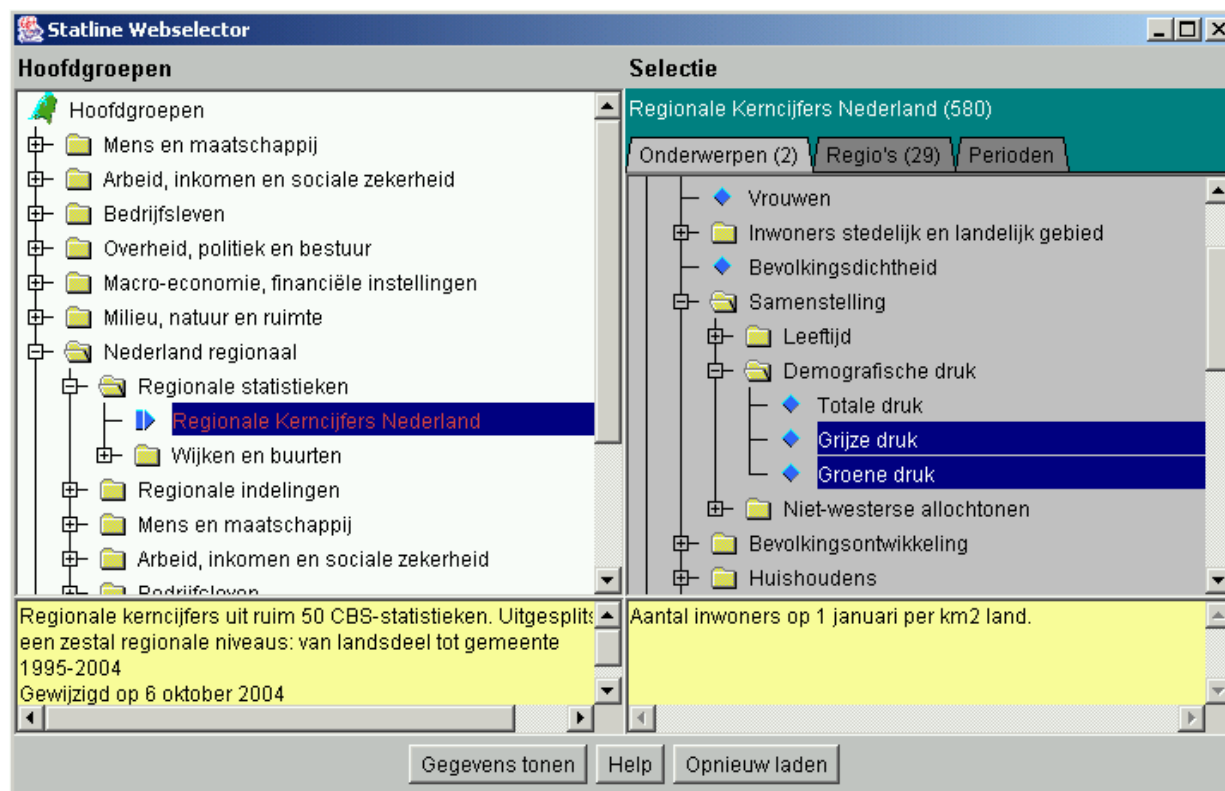 Statline Webselector
Hoofdgroepen
Hoofdgroepen
Mens en maatschappij
Arbeid, inkomen en sociale zekerheid
Bedrijfsleven
Overheid, politiek en bestuur
Macro-economie, financiële instellingen
Milieu, natuur en ruimte
Nederland regionaal
Regionale statistieken
Regionale Kerncijfers Nederland
Wijken en buurten
Regionale indelingen
Mens en maatschappij
Arbeid, inkomen en sociale zekerheid
Bedrijfsleven
Regionale kerncijfers uit ruim 50 CBS-statistieken. Uitgesplits
een zestal regionale niveaus: van landsdeel tot gemeente
1995-2004
Gewijzigd op 6 oktober 2004
Selectie
Regionale Kerncijfers Nederland (580)
Onderwerpen (2) Regio's (29) Perioden
Vrouwen
Inwoners stedelijk en landelijk gebied
Bevolkingsdichtheid
Samenstelling
Leeftijd
Demografische druk
Totale druk
Grijze druk
Groene druk
Niet-westerse allochtonen
Bevolkingsontwikkeling
Huishoudens
Aantal inwoners op 1 januari per km2 land.
Gegevens tonen Help Opnieuw laden